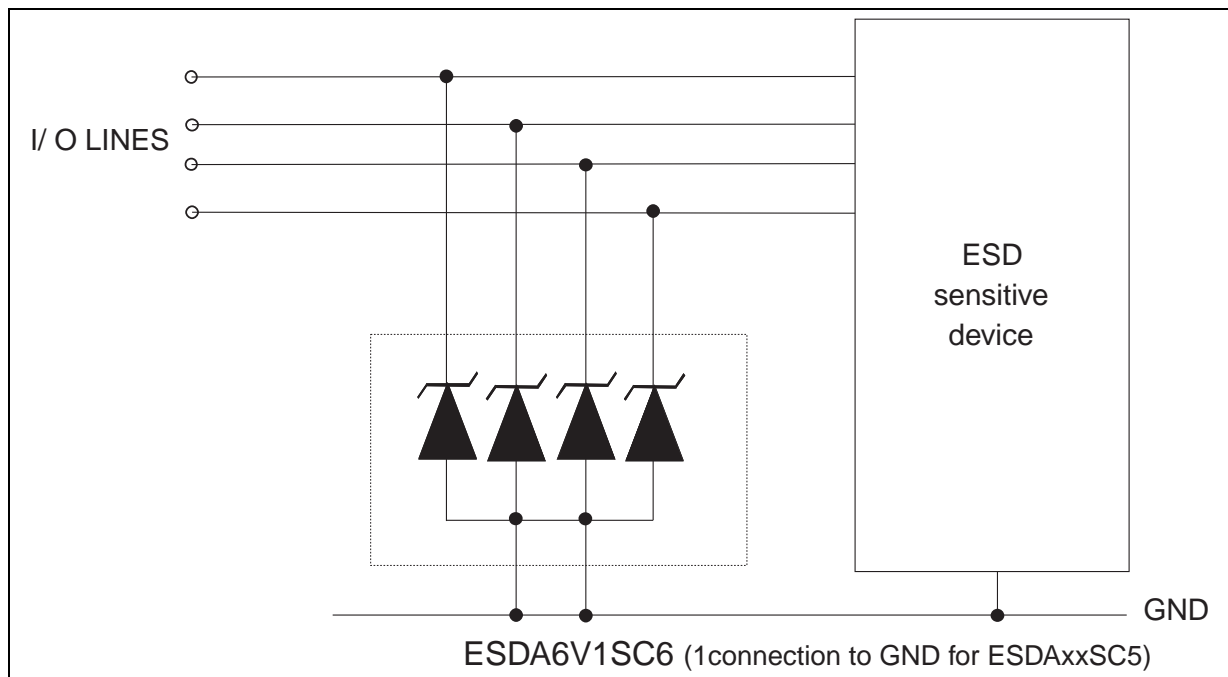 I/ O LINES
ESD
sensitive
device
GND
ESDA6V1SC6 (1connection to GND for ESDAxxSC5)